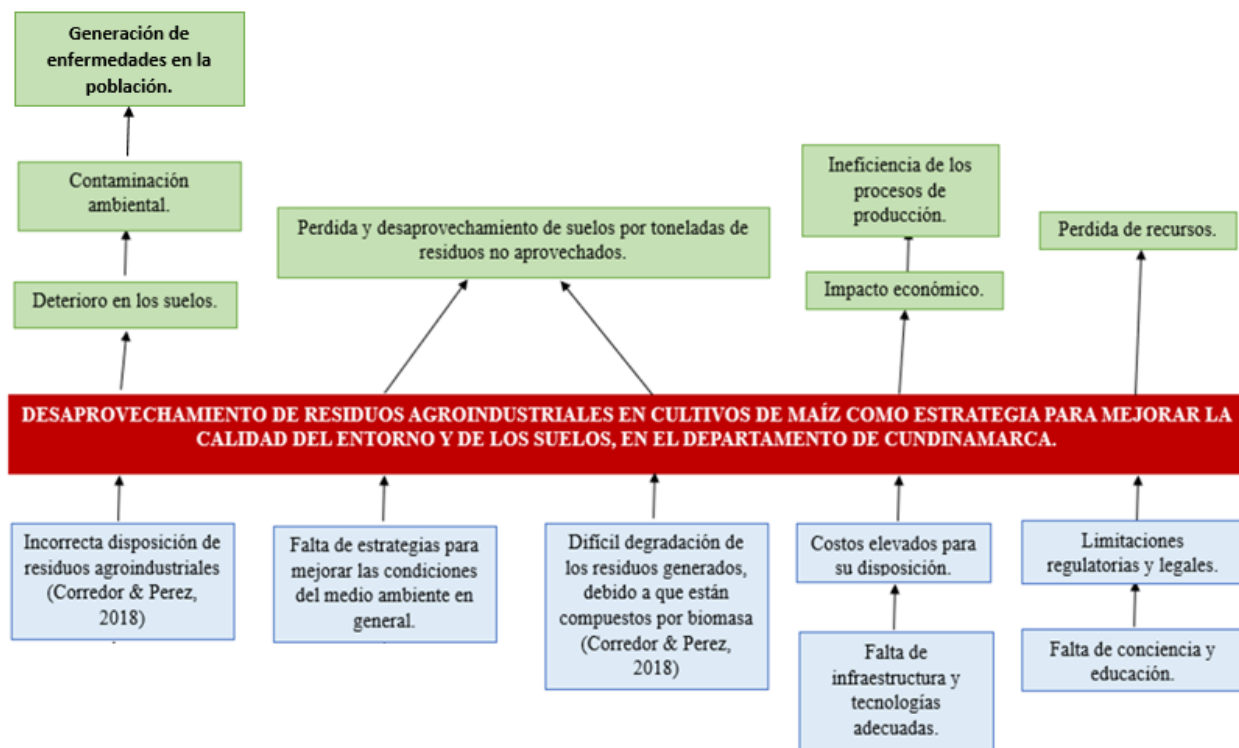 Generación de
enfermedades en la
población.
Contaminación
ambiental.
Deterioro en los suelos.
Perdida y desaprovechamiento de suelos por toneladas de
residuos no aprovechados.
Ineficiencia de los
procesos de
producción.
Impacto económico.
Perdida de recursos.
DESAPROVECHAMIENTO DE RESIDUOS AGROINDUSTRIALES EN CULTIVOS DE MAÍZ COMO ESTRATEGIA PARA MEJORAR LA
CALIDAD DEL ENTORNO Y DE LOS SUELOS, EN EL DEPARTAMENTO DE CUNDINAMARCA.
Incorrecta disposición de
residuos agroindustriales
(Corredor & Perez,
2018)
Falta de estrategias para
mejorar las condiciones
del medio ambiente en
general.
Difícil degradación de
los residuos generados,
debido a que están
compuestos por biomasa
(Corredor & Perez,
2018)
Costos elevados para
su disposición.
Falta de
infraestructura y
tecnologías
adecuadas.
Limitaciones
regulatorias y legales.
Falta de conciencia y
educación.